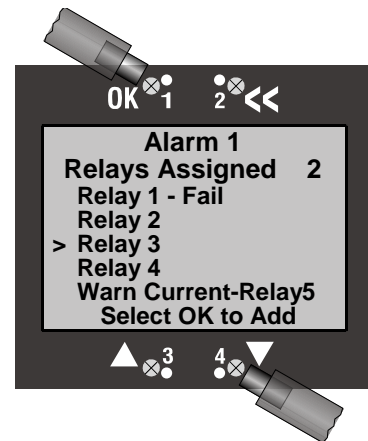 OK 1 2 <<
Alarm 1
Relays Assigned 2
Relay 1 - Fail
Relay 2
> Relay 3
Relay 4
Warn Current-Relay5
Select OK to Add
3 4